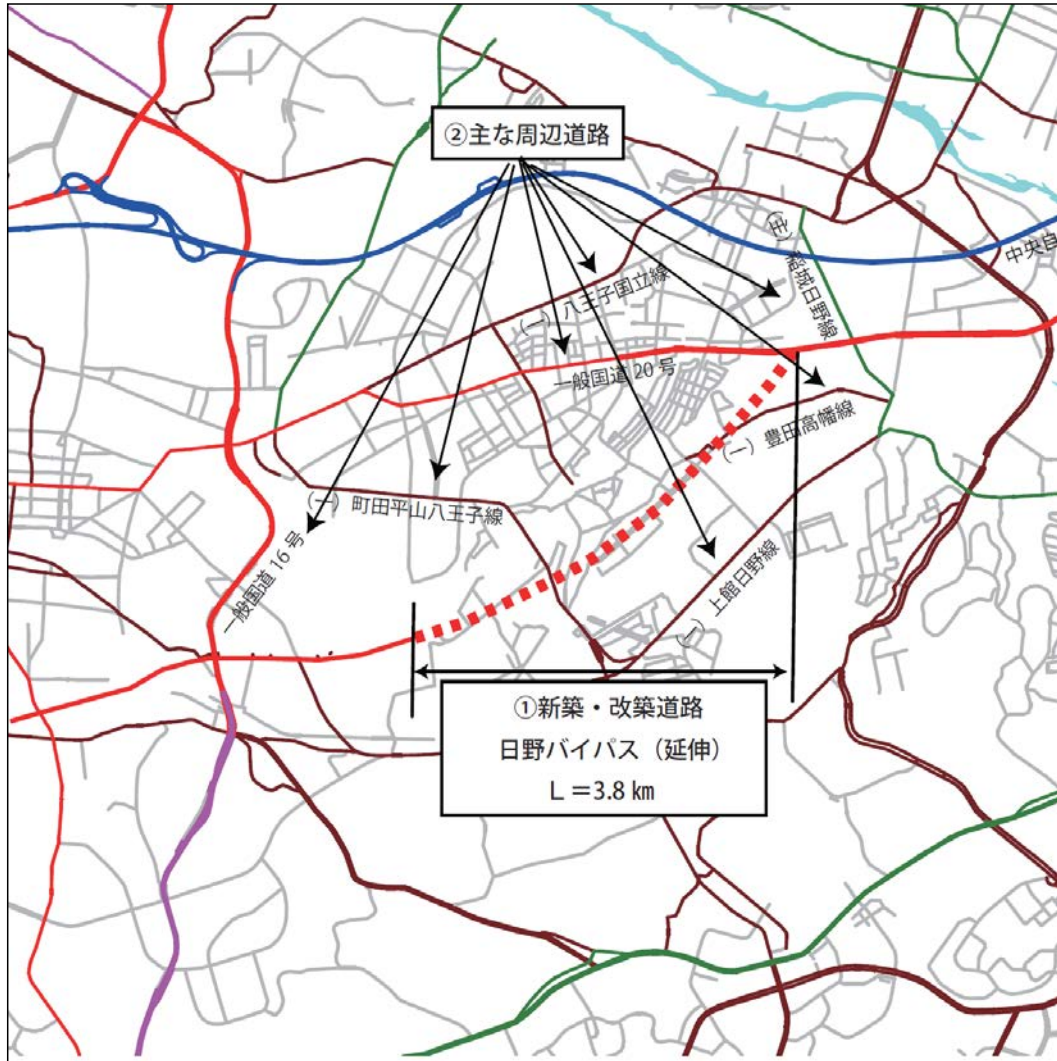 ②主な周辺道路
(主) 稲城日野線
中央自
(一) 八王子国立線
一般国道 20 号
(一) 豊田高幡線
(一) 町田平山八王子線
一般国道 16 号
(一) 上館日野線
①新築・改築道路
日野バイパス（延伸）
L＝3.8 ㎞